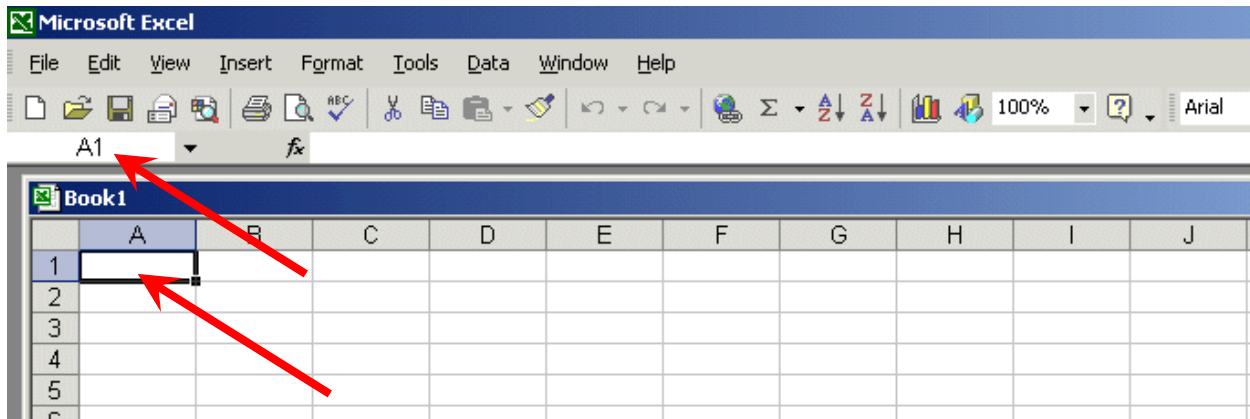 Microsoft Excel
File Edit View Insert Format Tools Data Window Help
ABC Σ A Z Z A 100% ? Arial
A1 fx
Book1
A B C D E F G H I J
1
2
3
4
5